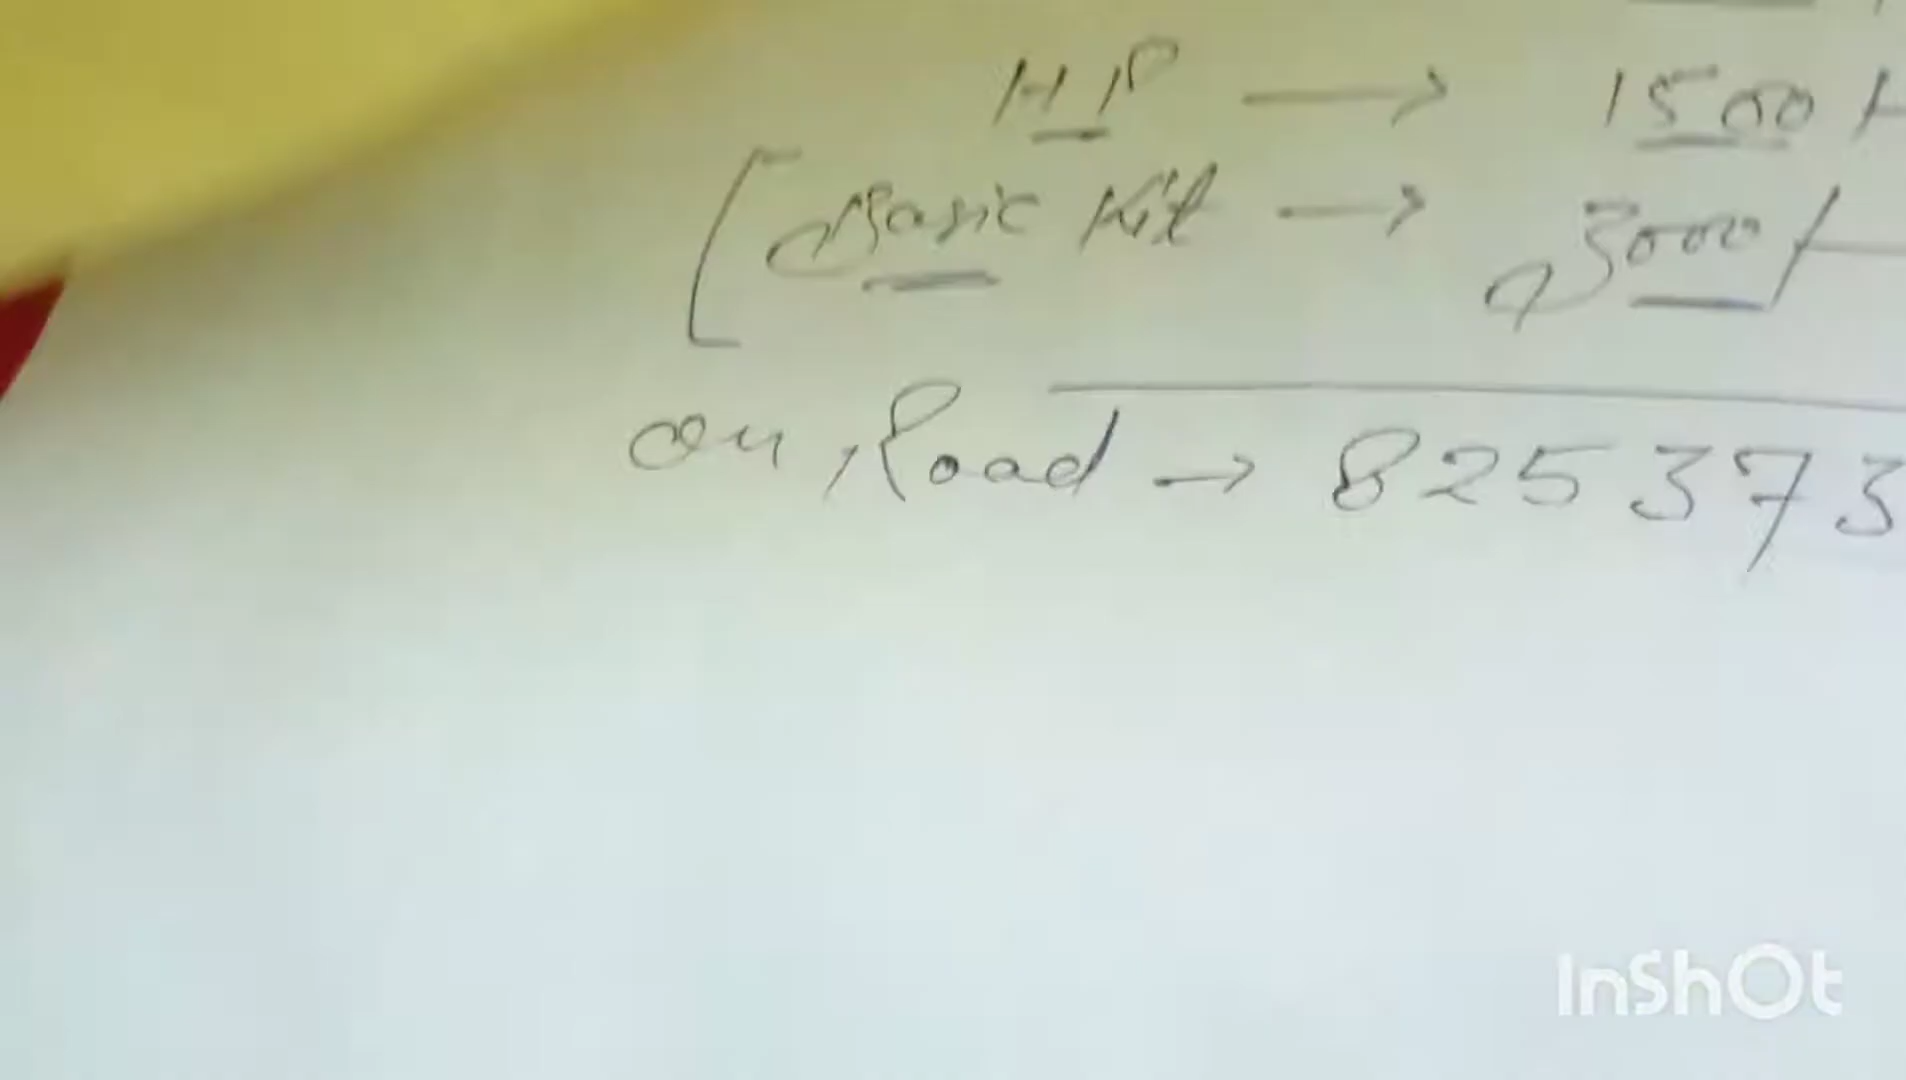 HP → 1500/-
[ Basic Kit → 3000/-
on Road → 825373
InShOt